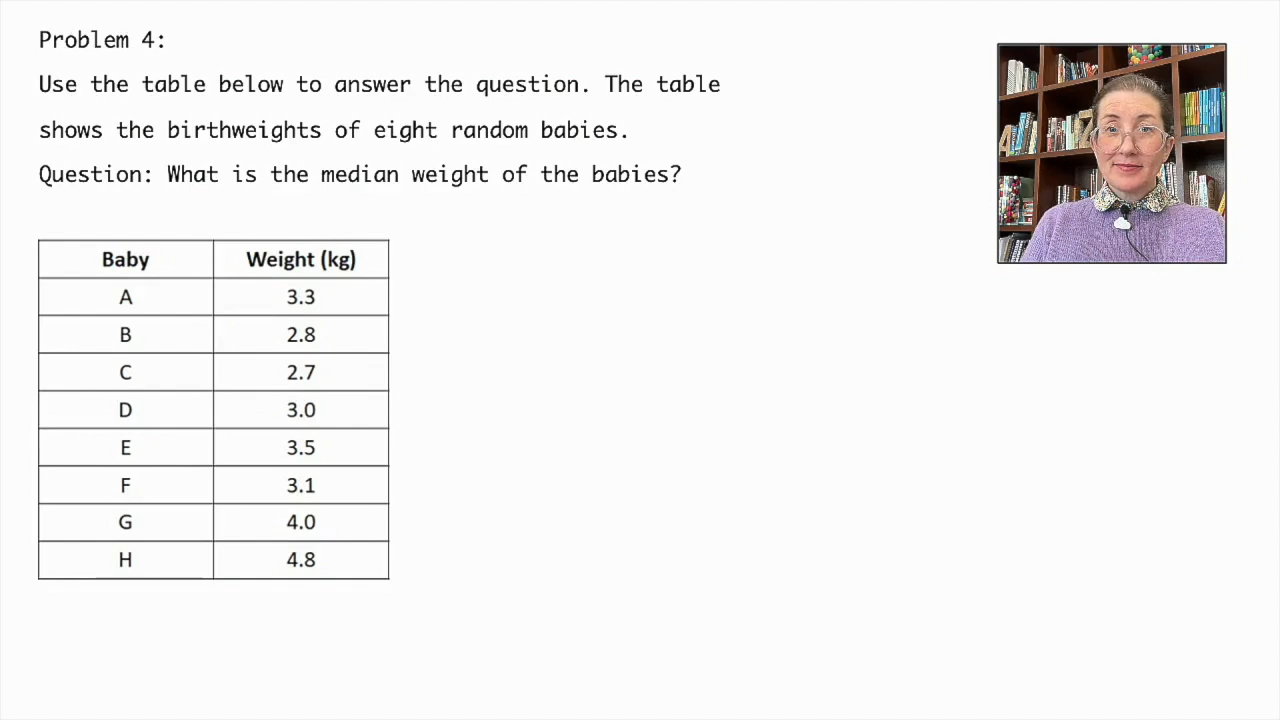 Problem 4:
Use the table below to answer the question. The table
shows the birthweights of eight random babies.
Question: What is the median weight of the babies?
Baby Weight (kg)
A 3.3
B 2.8
C 2.7
D 3.0
E 3.5
F 3.1
G 4.0
H 4.8